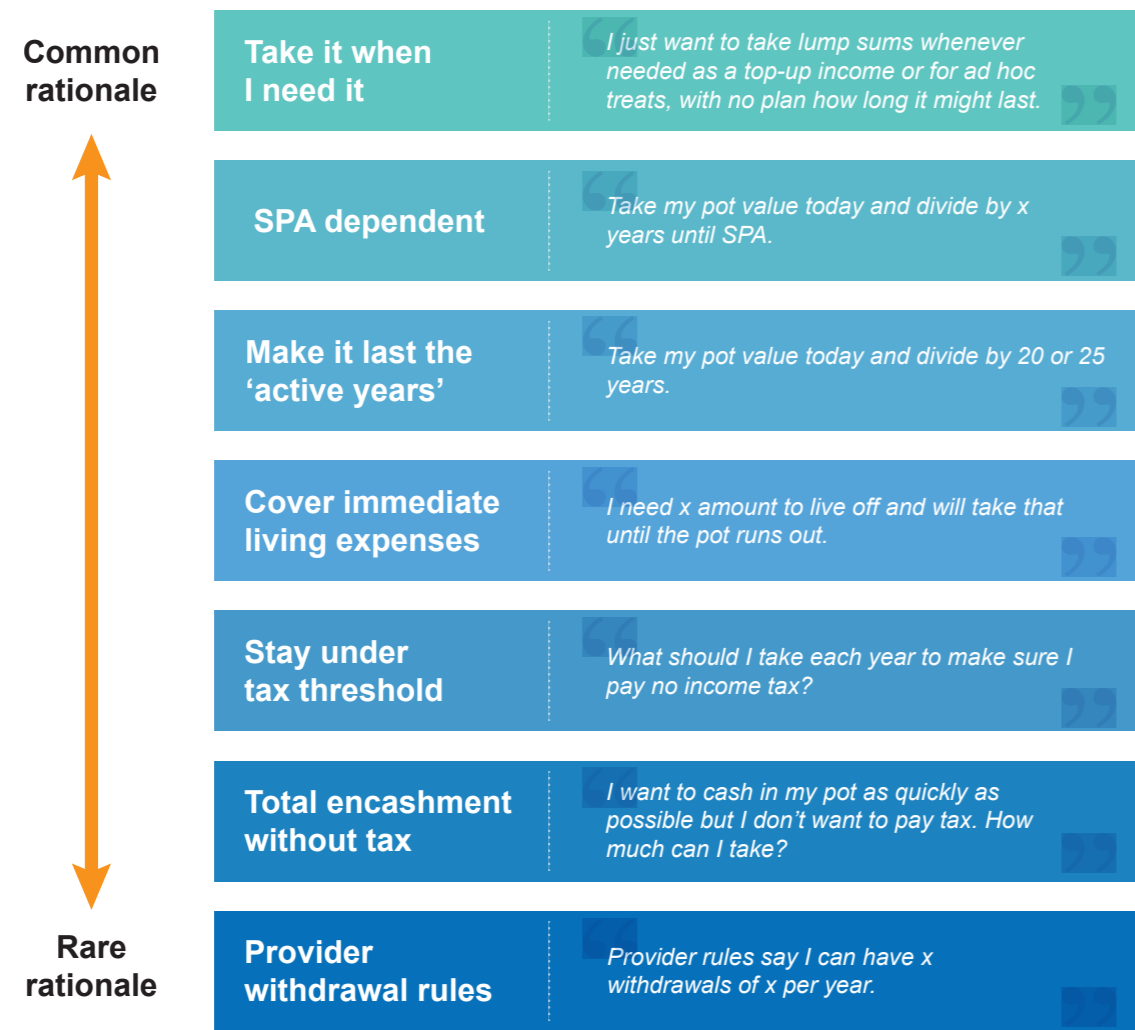 Common
rationale
Take it when
I need it
I just want to take lump sums whenever
needed as a top-up income or for ad hoc
treats, with no plan how long it might last.
SPA dependent
Take my pot value today and divide by x
years until SPA.
Make it last the
‘active years’
Take my pot value today and divide by 20 or 25
years.
Cover immediate
living expenses
I need x amount to live off and will take that
until the pot runs out.
Stay under
tax threshold
What should I take each year to make sure I
pay no income tax?
Total encashment
without tax
I want to cash in my pot as quickly as
possible but I don’t want to pay tax. How
much can I take?
Rare
rationale
Provider
withdrawal rules
Provider rules say I can have x
withdrawals of x per year.